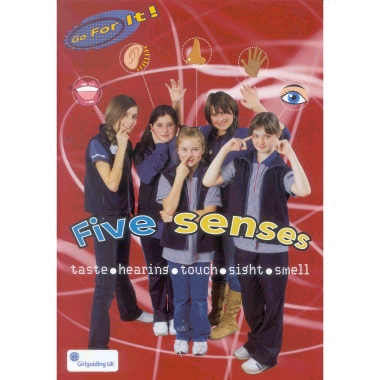 Go For It!
Five senses
taste•hearing•touch•sight•smell
Girlguiding UK